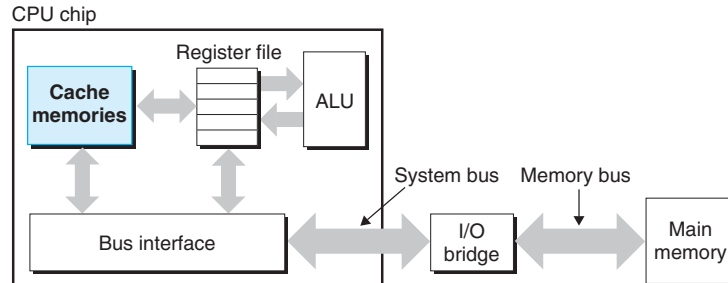 CPU chip
Register file
Cache
memories
ALU
System bus
Memory bus
Bus interface
I/O
bridge
Main
memory